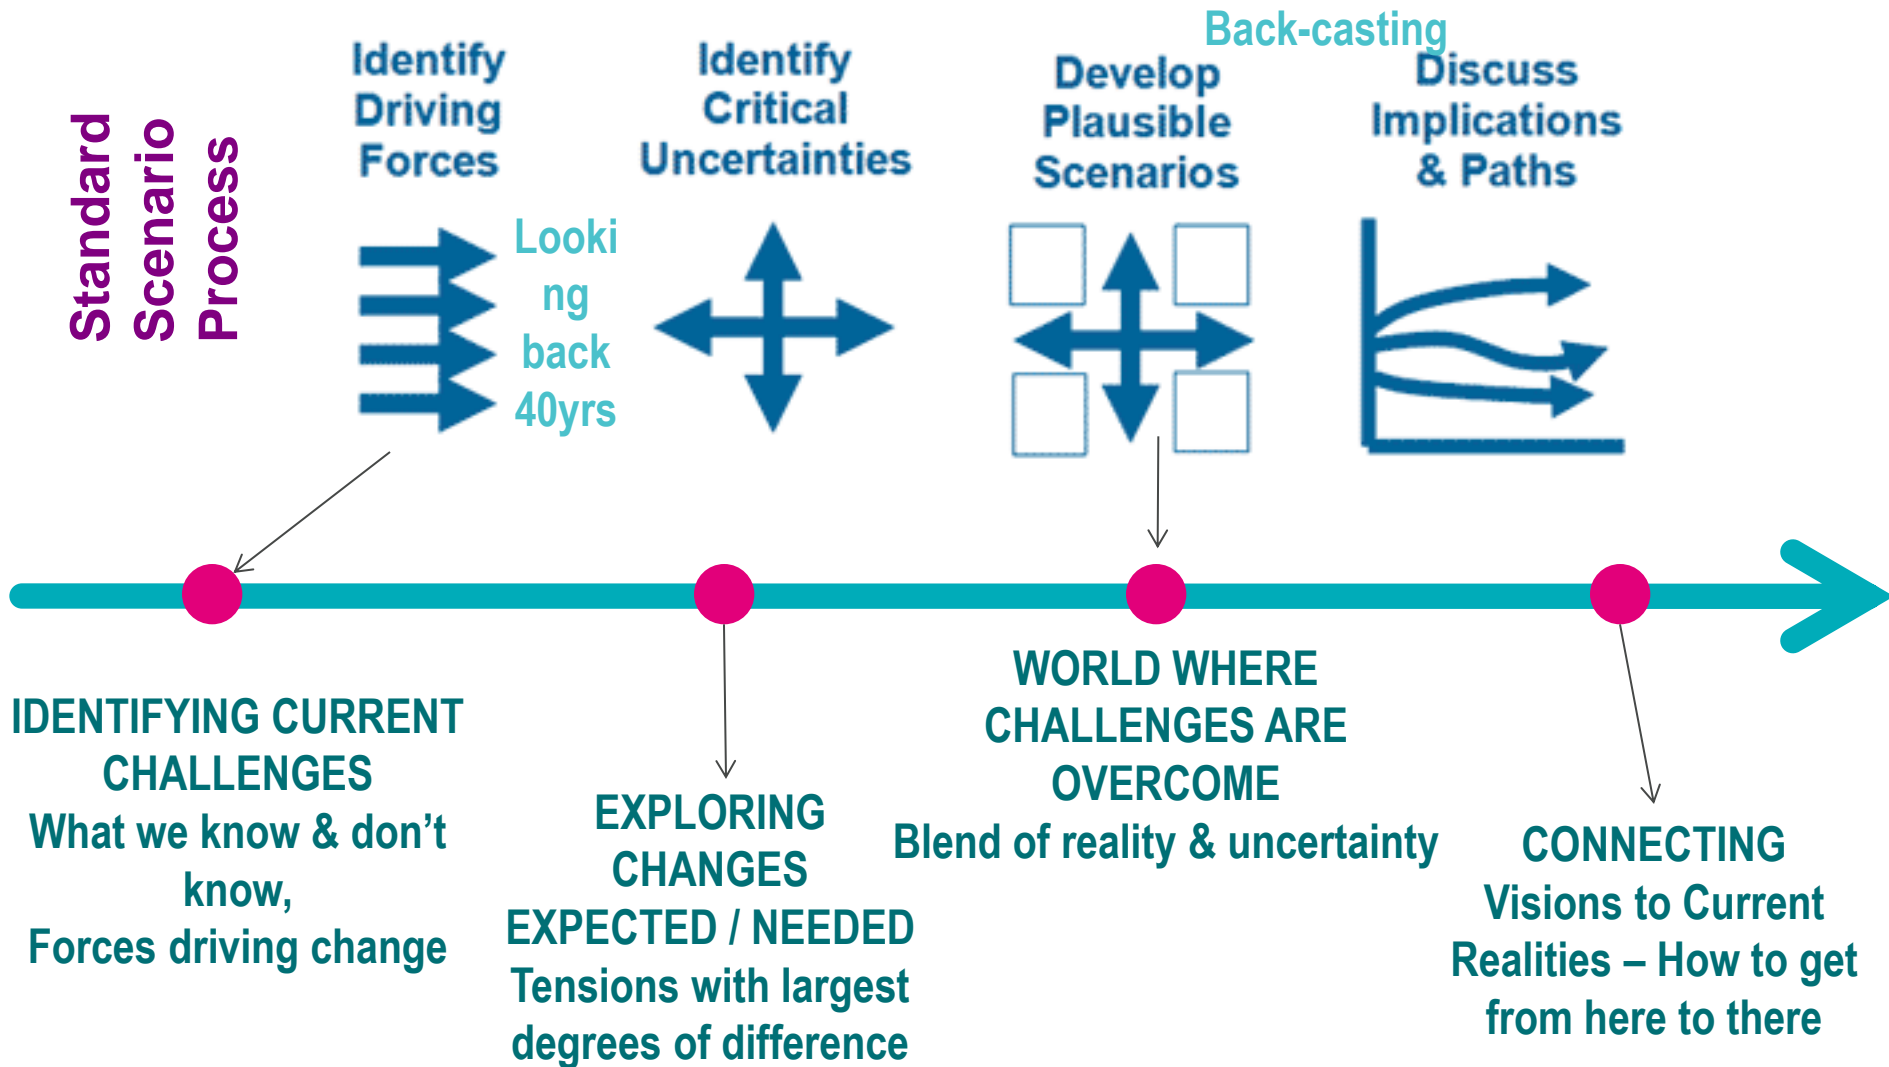 Standard
Scenario
Process
Identify
Driving
Forces
Looki
ng
back
40yrs
Identify
Critical
Uncertainties
Back-casting
Develop
Plausible
Scenarios
Discuss
Implications
& Paths
IDENTIFYING CURRENT
CHALLENGES
What we know & don’t
know,
Forces driving change
EXPLORING
CHANGES
EXPECTED / NEEDED
Tensions with largest
degrees of difference
WORLD WHERE
CHALLENGES ARE
OVERCOME
Blend of reality & uncertainty
CONNECTING
Visions to Current
Realities – How to get
from here to there